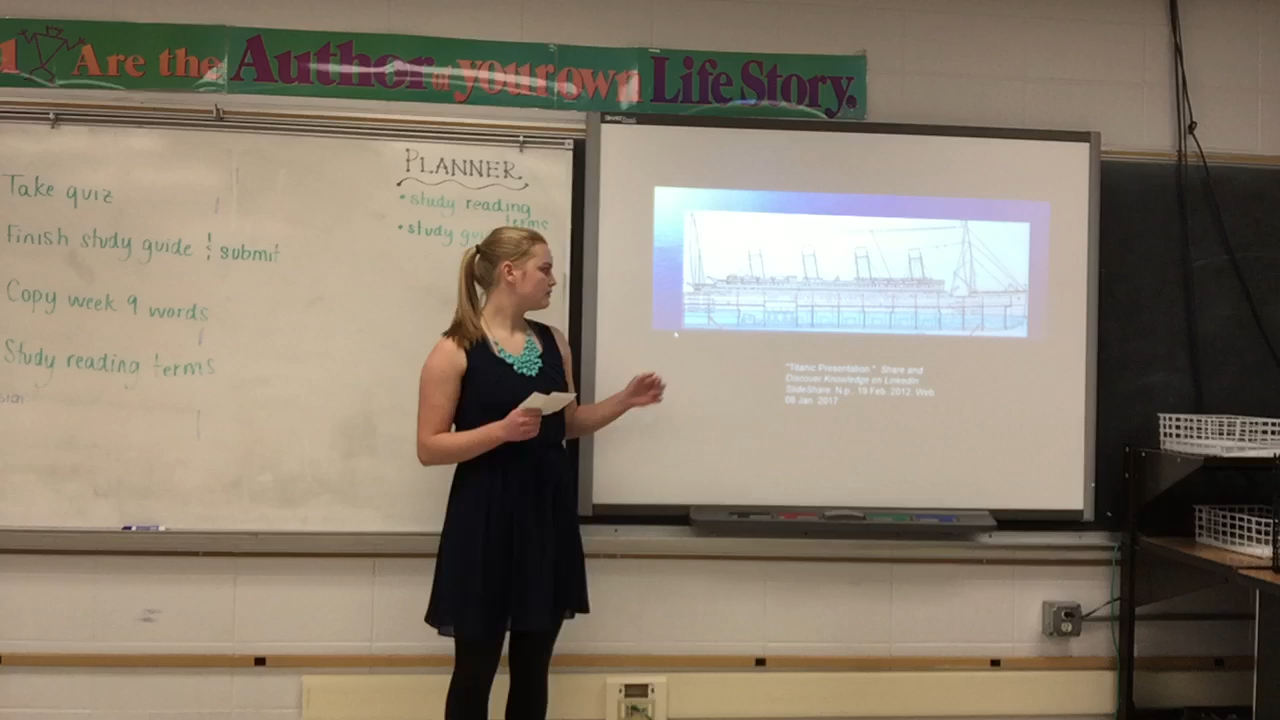 Are the Author of your own Life Story.
Take quiz
Finish study guide & submit
Copy week 9 words
Study reading terms
PLANNER
• study reading
terms
• study
"Titanic Presentation." Share and
Discover Knowledge on LinkedIn
SlideShare. N.p., 19 Feb. 2012. Web.
08 Jan. 2017